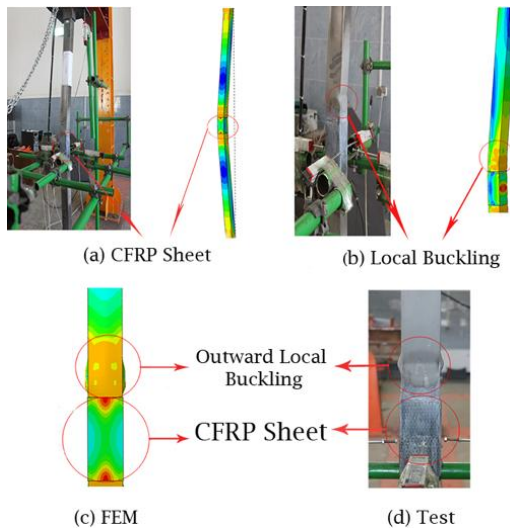 (a) CFRP Sheet
(b) Local Buckling
Outward Local
Buckling
CFRP Sheet
(c) FEM
(d) Test